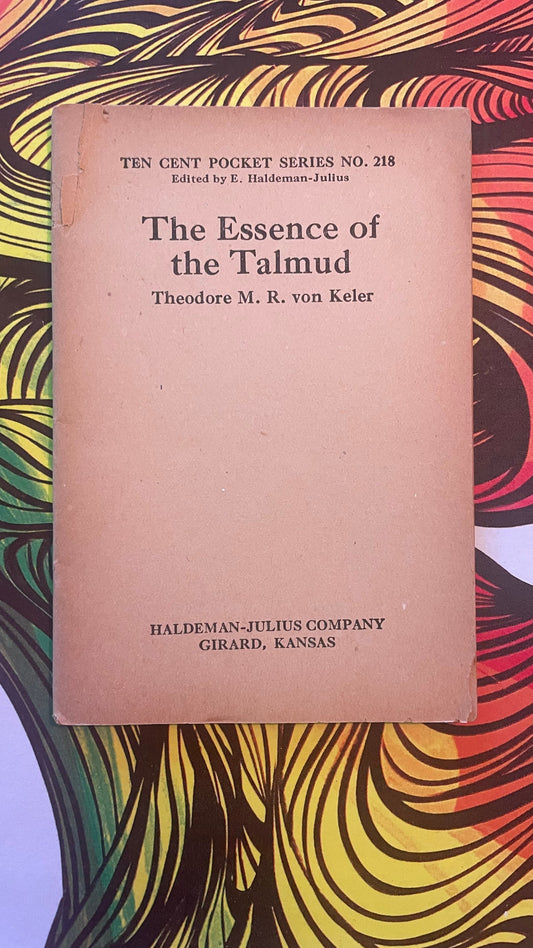 TEN CENT POCKET SERIES NO. 218
Edited by E. Haldeman-Julius
The Essence of
the Talmud
Theodore M. R. von Keler
HALDEMAN-JULIUS COMPANY
GIRARD, KANSAS